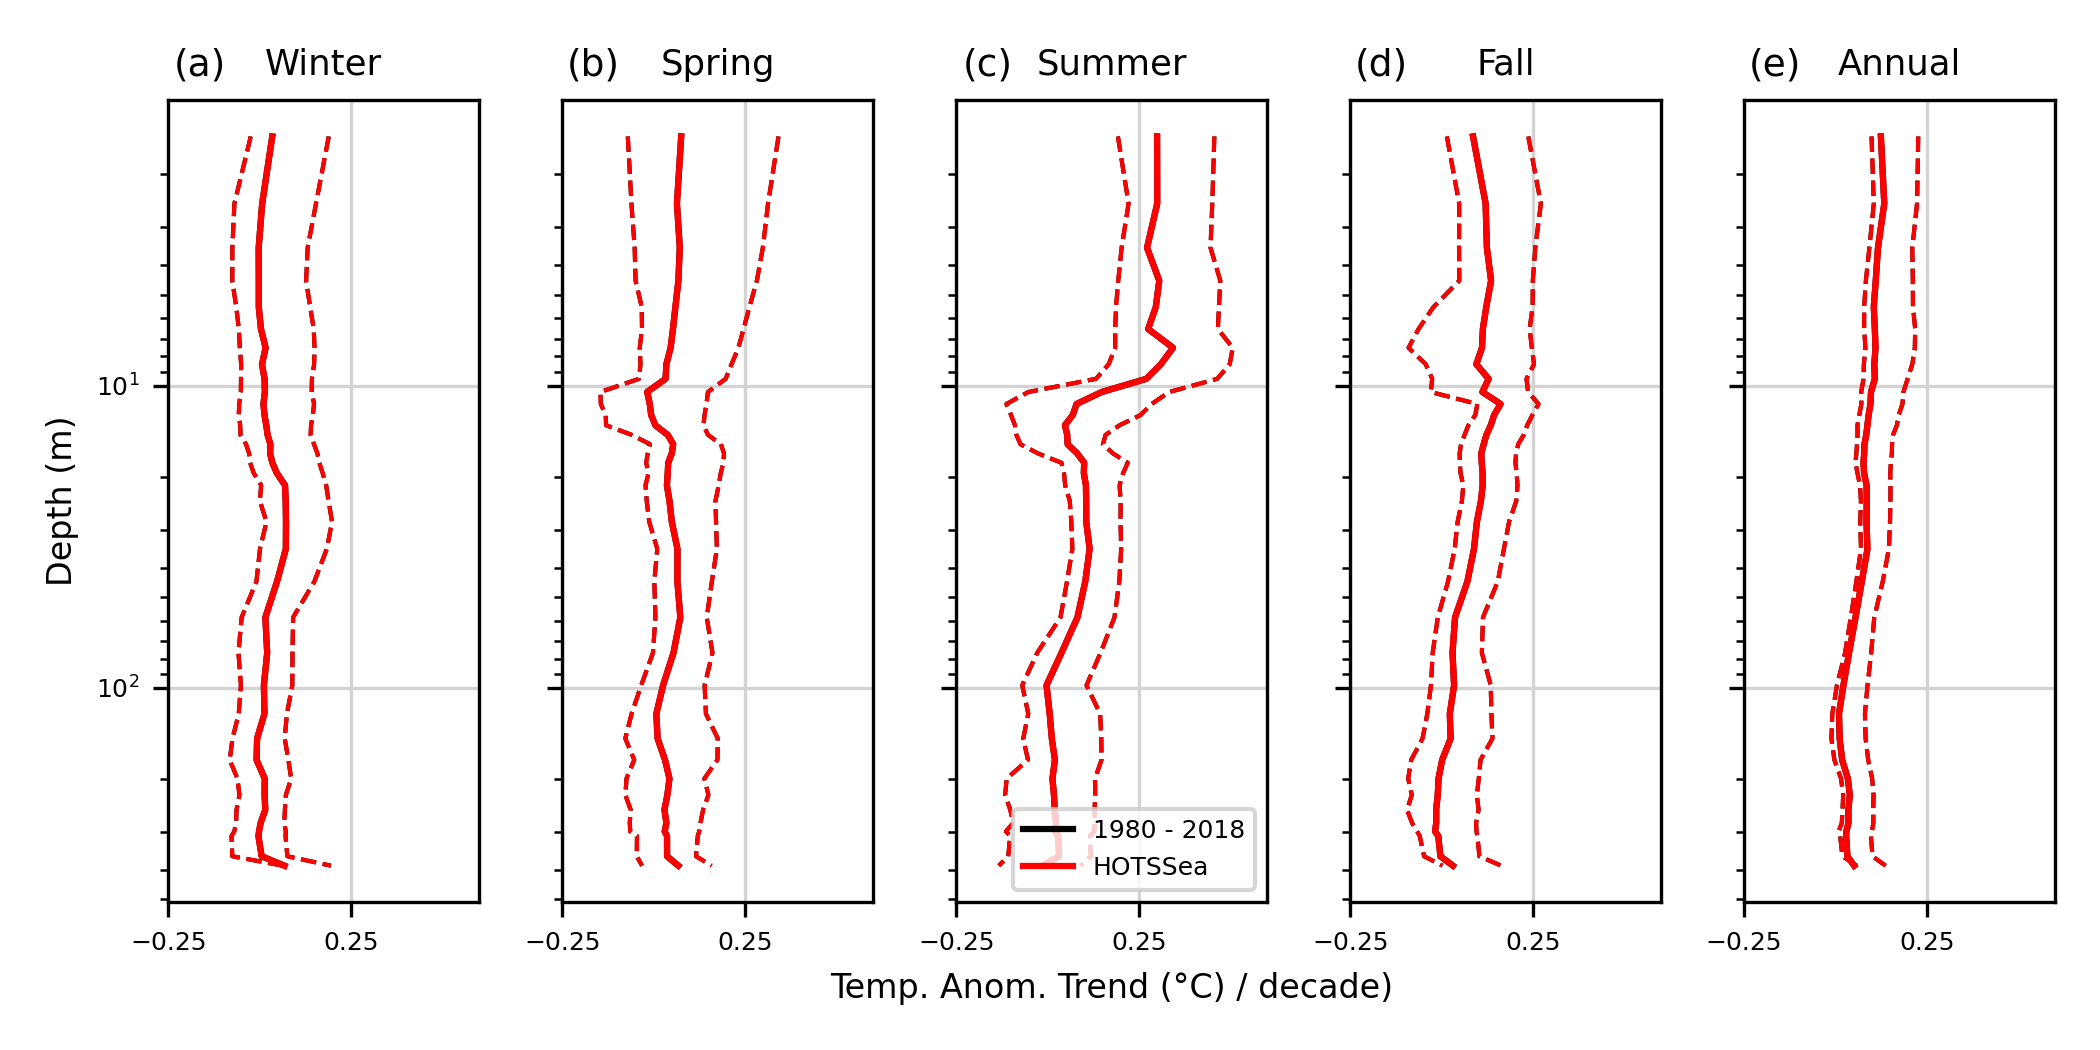 (a) Winter
(b) Spring
(c) Summer
(d) Fall
(e) Annual
Depth (m)
10¹
10²
1980 - 2018
HOTSSea
−0.25 0.25
−0.25 0.25
−0.25 0.25
−0.25 0.25
−0.25 0.25
Temp. Anom. Trend (°C) / decade)